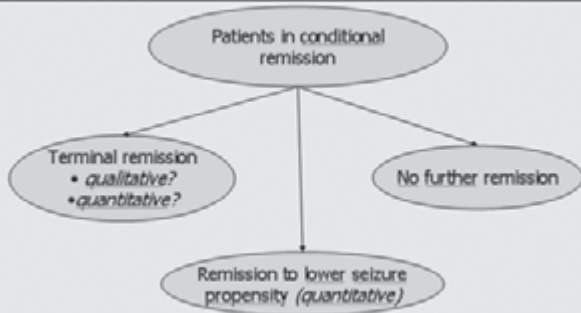 Patients in conditional
remission
Terminal remission
• qualitative?
•quantitative?
No further remission
Remission to lower seizure
propensity (quantitative)